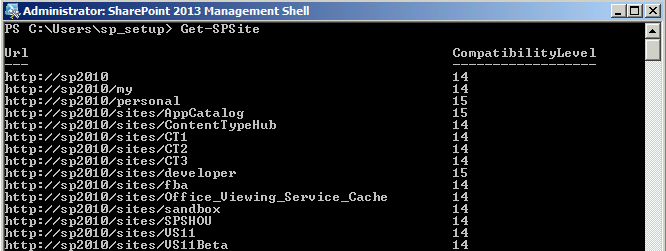 Administrator: SharePoint 2013 Management Shell
PS C:\Users\sp_setup> Get-SPSite
Url CompatibilityLevel
--- ------------------
http://sp2010 14
http://sp2010/my 14
http://sp2010/personal 15
http://sp2010/sites/AppCatalog 15
http://sp2010/sites/ContentTypeHub 14
http://sp2010/sites/CT1 14
http://sp2010/sites/CT2 14
http://sp2010/sites/CT3 14
http://sp2010/sites/developer 15
http://sp2010/sites/fba 14
http://sp2010/sites/Office_Viewing_Service_Cache 14
http://sp2010/sites/sandbox 14
http://sp2010/sites/SPSHOU 14
http://sp2010/sites/VS11 14
http://sp2010/sites/VS11Beta 14